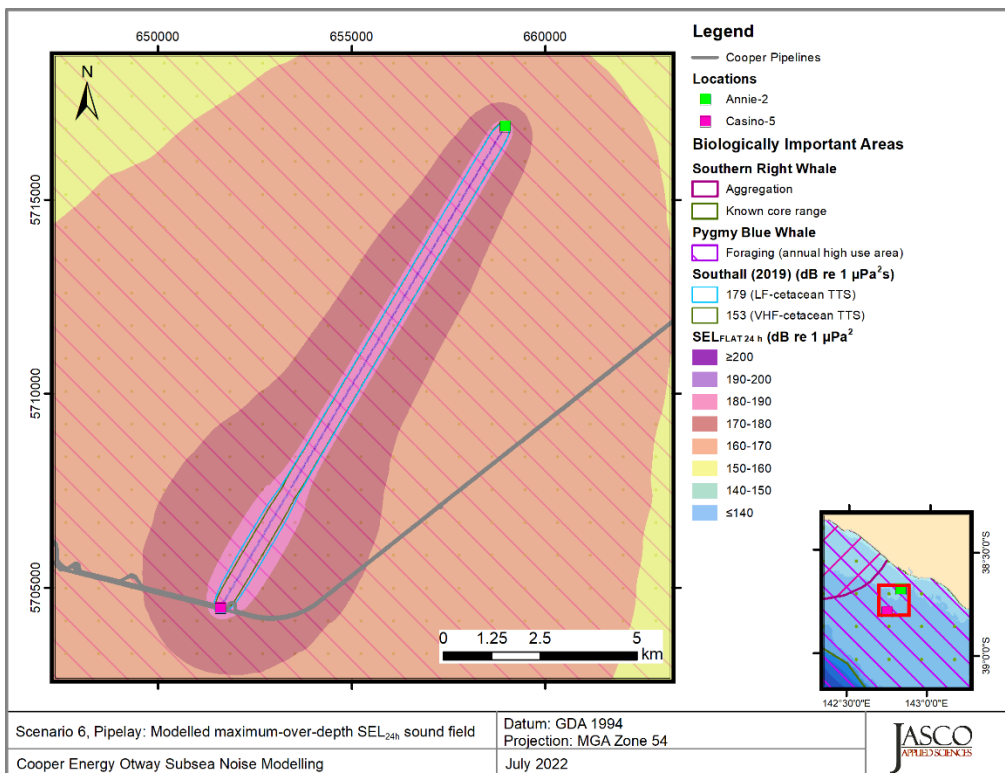 650000 655000 660000
N
5715000
5710000
5705000
0 1.25 2.5 5
km
Legend
Cooper Pipelines
Locations
Annie-2
Casino-5
Biologically Important Areas
Southern Right Whale
Aggregation
Known core range
Pygmy Blue Whale
Foraging (annual high use area)
Southall (2019) (dB re 1 µPa²s)
179 (LF-cetacean TTS)
153 (VHF-cetacean TTS)
SELFLAT 24 h (dB re 1 µPa²
≥200
190-200
180-190
170-180
160-170
150-160
140-150
≤140
38°30'0"S
39°0'0"S
142°30'0"E 143°0'0"E
Scenario 6, Pipelay: Modelled maximum-over-depth SEL24h sound field
Cooper Energy Otway Subsea Noise Modelling
Datum: GDA 1994
Projection: MGA Zone 54
July 2022
JASCO
APPLIED SCIENCES